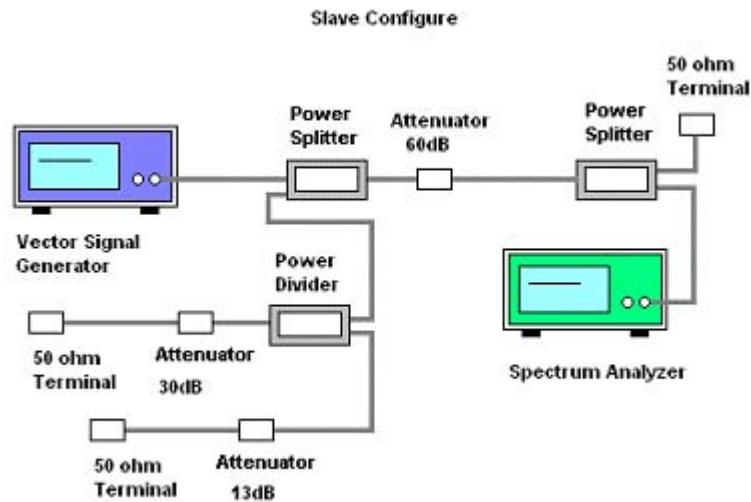 Slave Configure
50 ohm
Terminal
Power
Splitter
Attenuator
60dB
Power
Splitter
Vector Signal
Generator
Power
Divider
50 ohm
Terminal
Attenuator
30dB
Spectrum Analyzer
50 ohm
Terminal
Attenuator
13dB